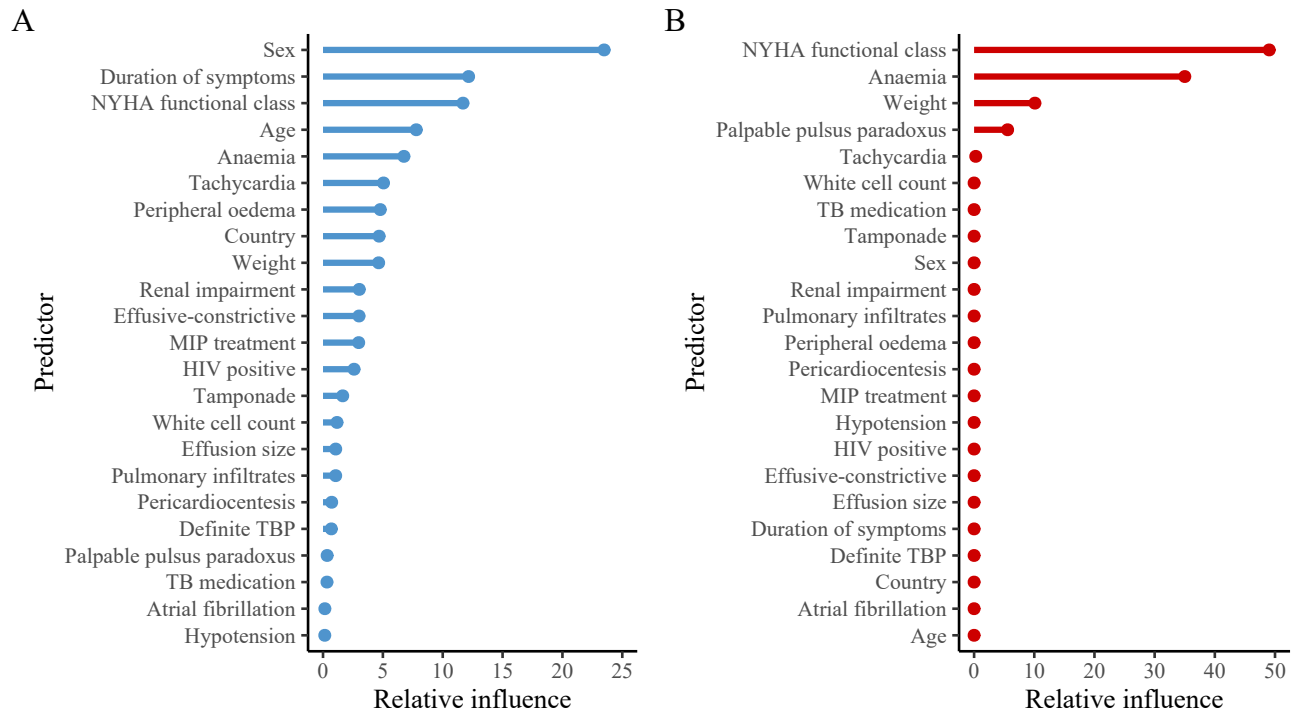 A
Predictor
Sex
Duration of symptoms
NYHA functional class
Age
Anaemia
Tachycardia
Peripheral oedema
Country
Weight
Renal impairment
Effusive-constrictive
MIP treatment
HIV positive
Tamponade
White cell count
Effusion size
Pulmonary infiltrates
Pericardiocentesis
Definite TBP
Palpable pulsus paradoxus
TB medication
Atrial fibrillation
Hypotension
0 5 10 15 20 25
Relative influence
B
Predictor
NYHA functional class
Anaemia
Weight
Palpable pulsus paradoxus
Tachycardia
White cell count
TB medication
Tamponade
Sex
Renal impairment
Pulmonary infiltrates
Peripheral oedema
Pericardiocentesis
MIP treatment
Hypotension
HIV positive
Effusive-constrictive
Effusion size
Duration of symptoms
Definite TBP
Country
Atrial fibrillation
Age
0 10 20 30 40 50
Relative influence